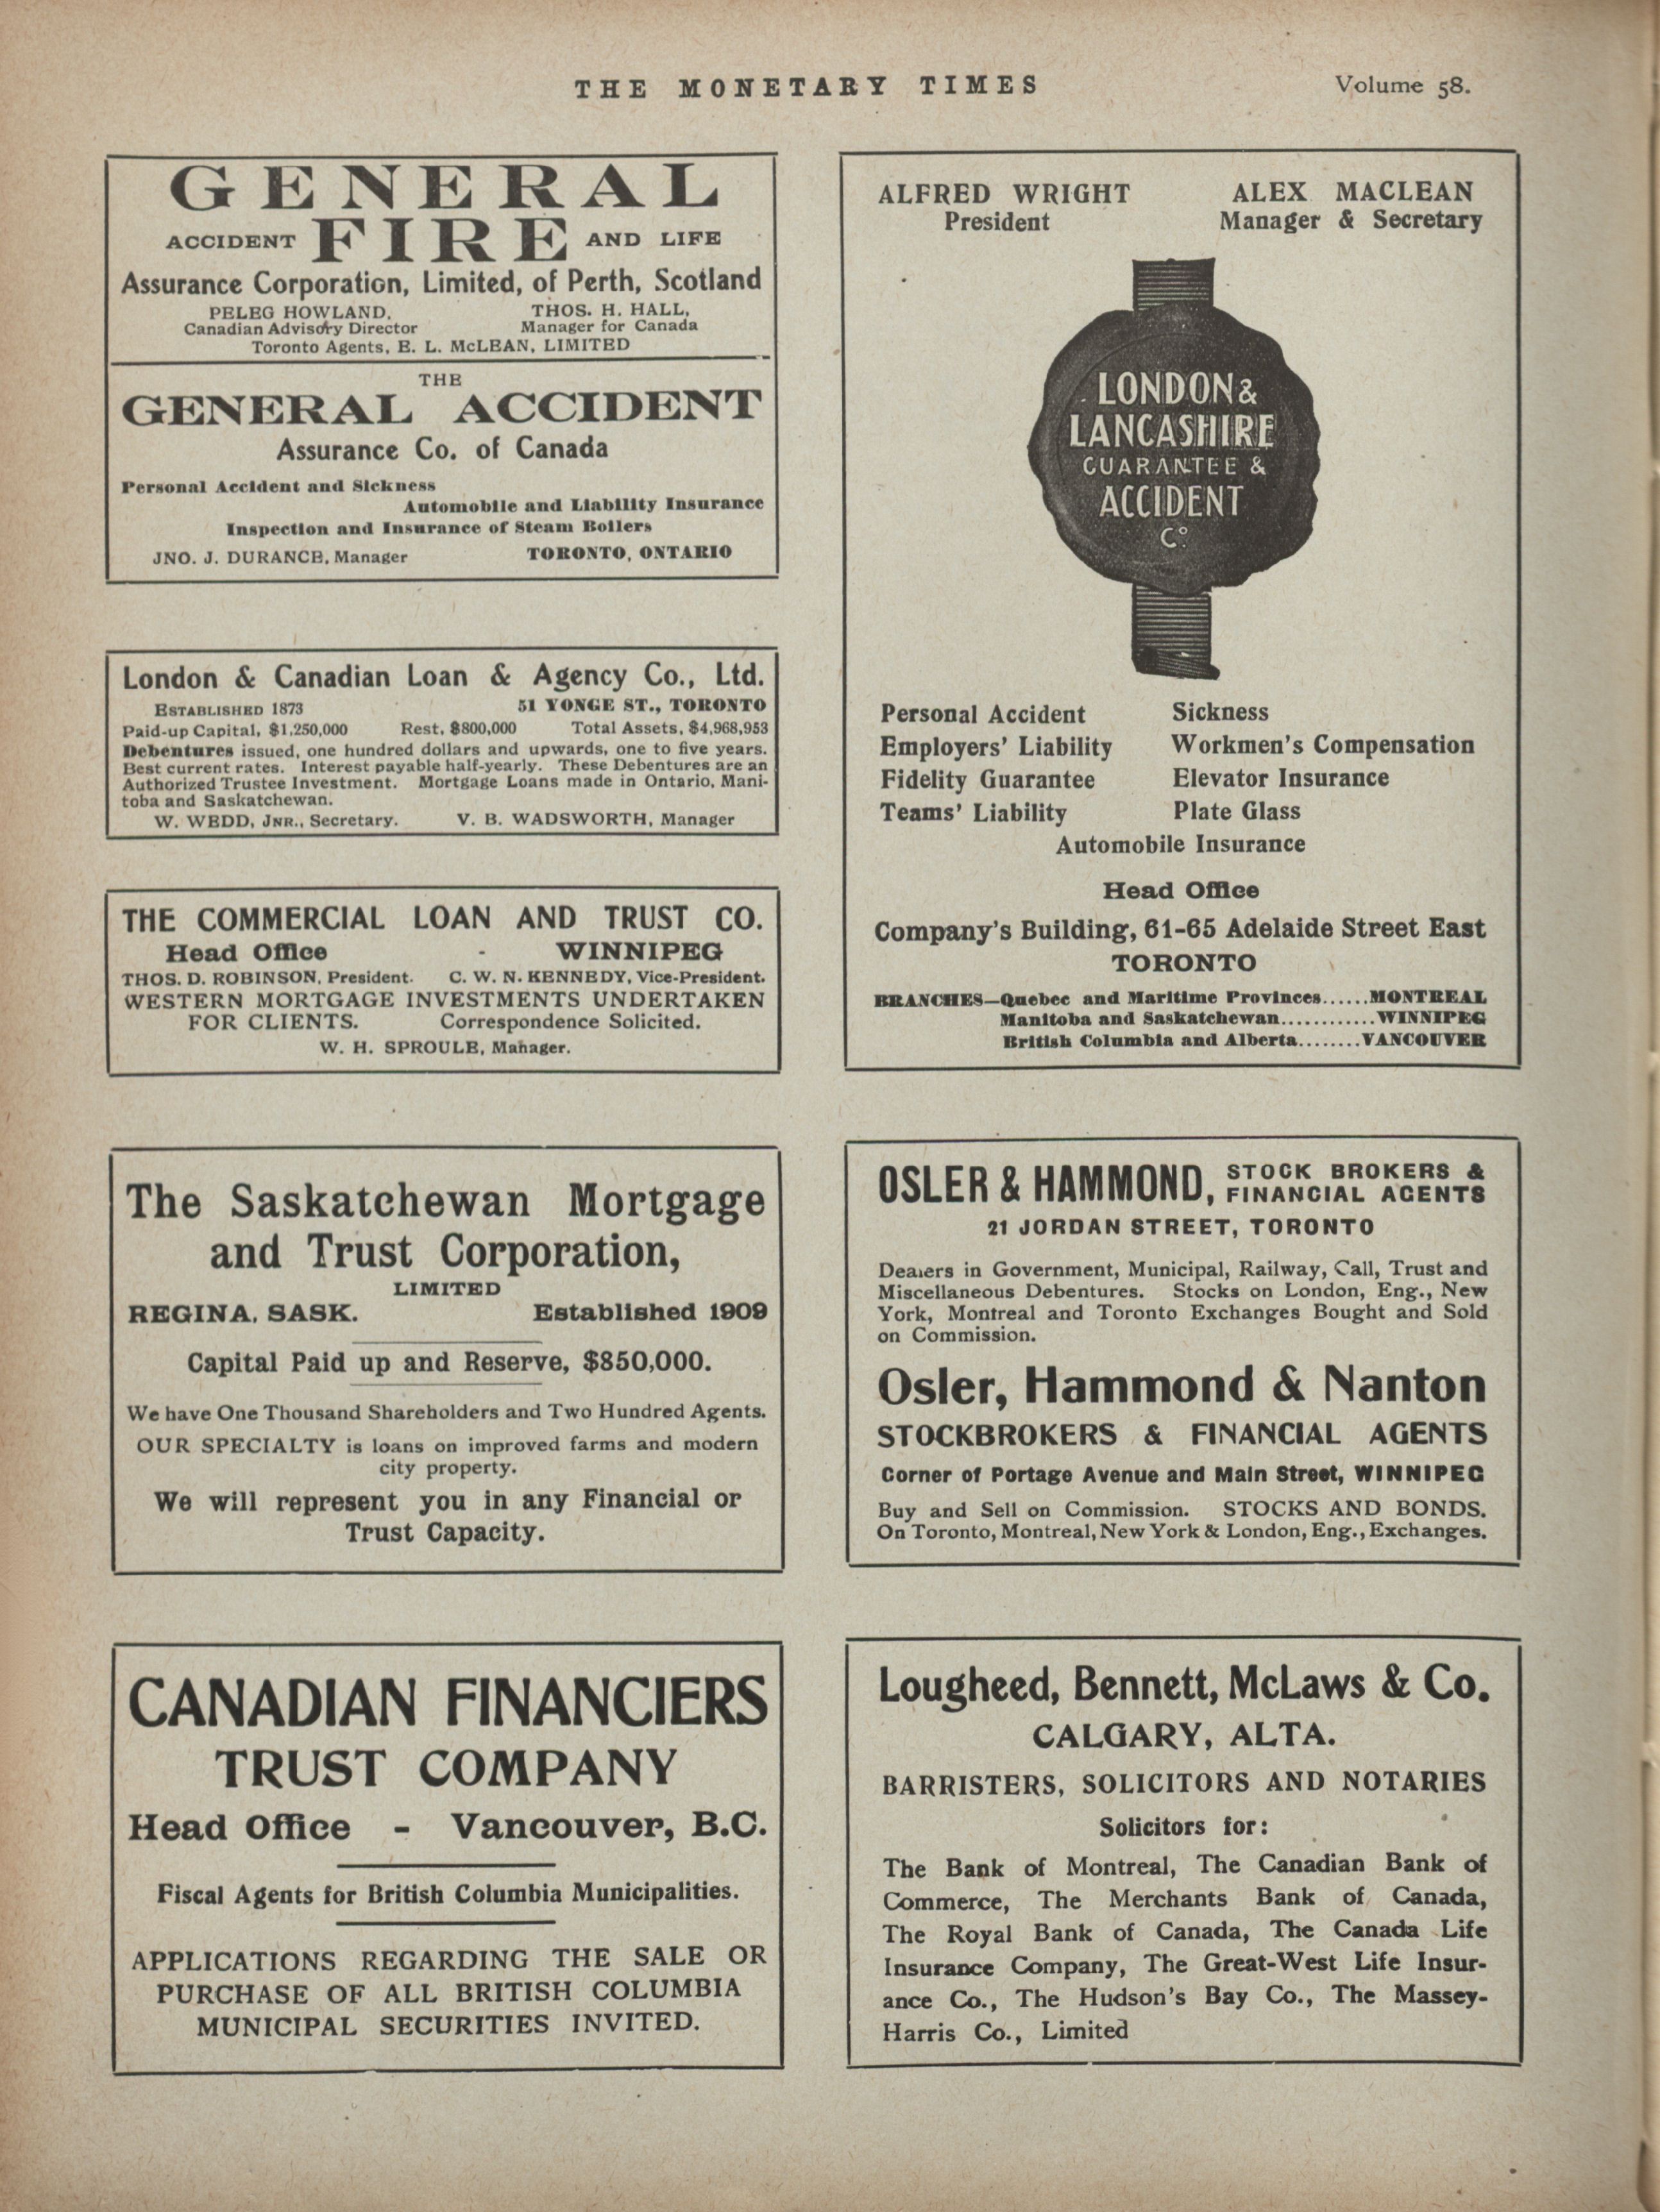 THE MONETARY TIMES Volume 58.
GENERAL
ACCIDENT FIRE AND LIFE
Assurance Corporation, Limited, of Perth, Scotland
PELEG HOWLAND, THOS. H. HALL,
Canadian Advisory Director Manager for Canada
Toronto Agents, E. L. McLEAN, LIMITED
THE
GENERAL ACCIDENT
Assurance Co. of Canada
Personal Accident and Sickness
Automobile and Liability Insurance
Inspection and Insurance of Steam Boilers
JNO. J. DURANCE, Manager TORONTO, ONTARIO
London & Canadian Loan & Agency Co., Ltd.
ESTABLISHED 1873 51 YONGE ST., TORONTO
Paid-up Capital, $1,250,000 Rest, $800,000 Total Assets, $4,968,953
Debentures issued, one hundred dollars and upwards, one to five years.
Best current rates. Interest payable half-yearly. These Debentures are an
Authorized Trustee Investment. Mortgage Loans made in Ontario, Mani-
toba and Saskatchewan.
W. WEDD, JNR., Secretary. V. B. WADSWORTH, Manager
THE COMMERCIAL LOAN AND TRUST CO.
Head Office - WINNIPEG
THOS. D. ROBINSON, President. C. W. N. KENNEDY, Vice-President.
WESTERN MORTGAGE INVESTMENTS UNDERTAKEN
FOR CLIENTS. Correspondence Solicited.
W. H. SPROULE, Manager.
The Saskatchewan Mortgage
and Trust Corporation,
LIMITED
REGINA, SASK. Established 1909
Capital Paid up and Reserve, $850,000.
We have One Thousand Shareholders and Two Hundred Agents.
OUR SPECIALTY is loans on improved farms and modern
city property.
We will represent you in any Financial or
Trust Capacity.
CANADIAN FINANCIERS
TRUST COMPANY
Head Office - Vancouver, B.C.
Fiscal Agents for British Columbia Municipalities.
APPLICATIONS REGARDING THE SALE OR
PURCHASE OF ALL BRITISH COLUMBIA
MUNICIPAL SECURITIES INVITED.
ALFRED WRIGHT ALEX MACLEAN
President Manager & Secretary
LONDON &
LANCASHIRE
GUARANTEE &
ACCIDENT
Co.
Personal Accident Sickness
Employers' Liability Workmen's Compensation
Fidelity Guarantee Elevator Insurance
Teams' Liability Plate Glass
Automobile Insurance
Head Office
Company's Building, 61-65 Adelaide Street East
TORONTO
BRANCHES—Quebec and Maritime Provinces......MONTREAL
Manitoba and Saskatchewan............WINNIPEG
British Columbia and Alberta........VANCOUVER
OSLER & HAMMOND, STOCK BROKERS &
FINANCIAL AGENTS
21 JORDAN STREET, TORONTO
Dealers in Government, Municipal, Railway, Call, Trust and
Miscellaneous Debentures. Stocks on London, Eng., New
York, Montreal and Toronto Exchanges Bought and Sold
on Commission.
Osler, Hammond & Nanton
STOCKBROKERS & FINANCIAL AGENTS
Corner of Portage Avenue and Main Street, WINNIPEG
Buy and Sell on Commission. STOCKS AND BONDS.
On Toronto, Montreal, New York & London, Eng., Exchanges.
Lougheed, Bennett, McLaws & Co.
CALGARY, ALTA.
BARRISTERS, SOLICITORS AND NOTARIES
Solicitors for:
The Bank of Montreal, The Canadian Bank of
Commerce, The Merchants Bank of Canada,
The Royal Bank of Canada, The Canada Life
Insurance Company, The Great-West Life Insur-
ance Co., The Hudson's Bay Co., The Massey-
Harris Co., Limited